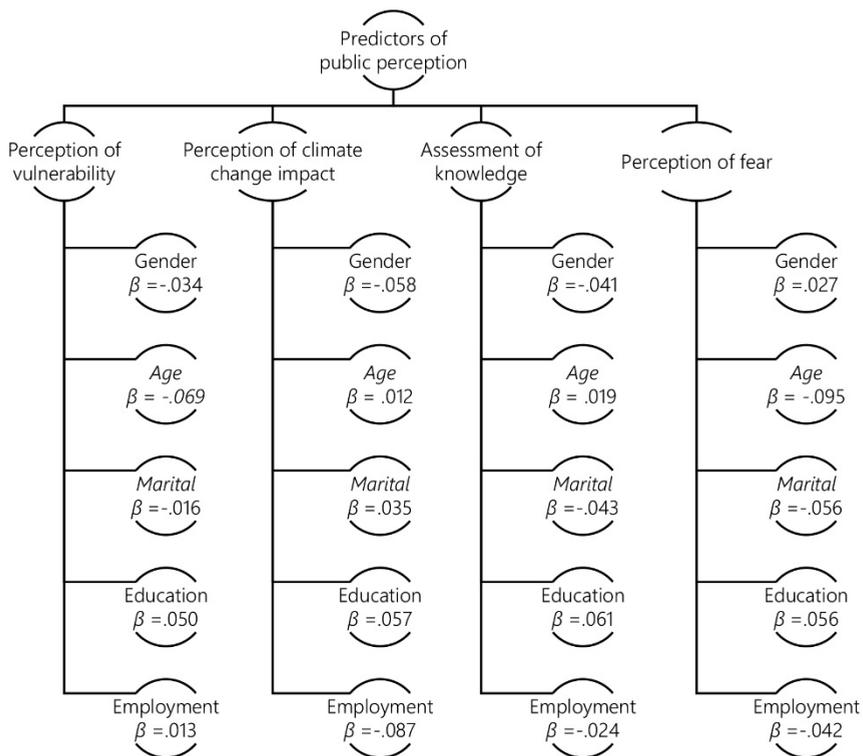 Predictors of
public perception
Perception of
vulnerability
Perception of climate
change impact
Assessment of
knowledge
Perception of fear
Gender
β =-.034
Gender
β =-.058
Gender
β =-.041
Gender
β =.027
Age
β = -.069
Age
β = .012
Age
β = .019
Age
β = -.095
Marital
β =-.016
Marital
β =.035
Marital
β =-.043
Marital
β =-.056
Education
β =.050
Education
β =.057
Education
β =.061
Education
β =.056
Employment
β =.013
Employment
β =-.087
Employment
β =-.024
Employment
β =-.042